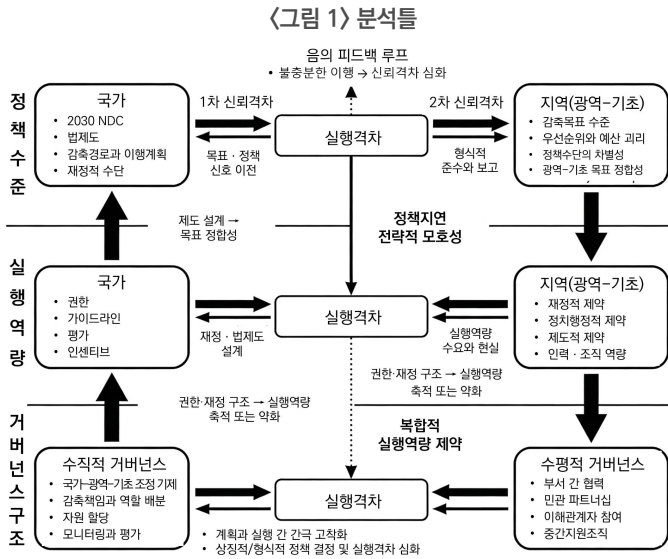 〈그림 1〉 분석틀
음의 피드백 루프
• 불충분한 이행 → 신뢰격차 심화
정책수준
국가
• 2030 NDC
• 법제도
• 감축경로과 이행계획
• 재정적 수단
1차 신뢰격차
목표 · 정책
신호 이전
실행격차
2차 신뢰격차
형식적
준수와 보고
지역(광역-기초)
• 감축목표 수준
• 우선순위와 예산 괴리
• 정책수단의 차별성
• 광역-기초 목표 정합성
제도 설계 →
목표 정합성
정책지연
전략적 모호성
실행역량
국가
• 권한
• 가이드라인
• 평가
• 인센티브
재정 · 법제도
설계
실행격차
실행역량
수요와 현실
지역(광역-기초)
• 재정적 제약
• 정치행정적 제약
• 제도적 제약
• 인력 · 조직 역량
권한·재정 구조 → 실행역량
축적 또는 약화
권한·재정 구조 → 실행역량
축적 또는 약화
복합적
실행역량 제약
거버넌스구조
수직적 거버넌스
• 국가-광역-기초 조정 기제
• 감축책임과 역할 배분
• 자원 할당
• 모니터링과 평가
실행격차
• 계획과 실행 간 간극 고착화
• 상징적/형식적 정책 결정 및 실행격차 심화
수평적 거버넌스
• 부서 간 협력
• 민관 파트너십
• 이해관계자 참여
• 중간지원조직